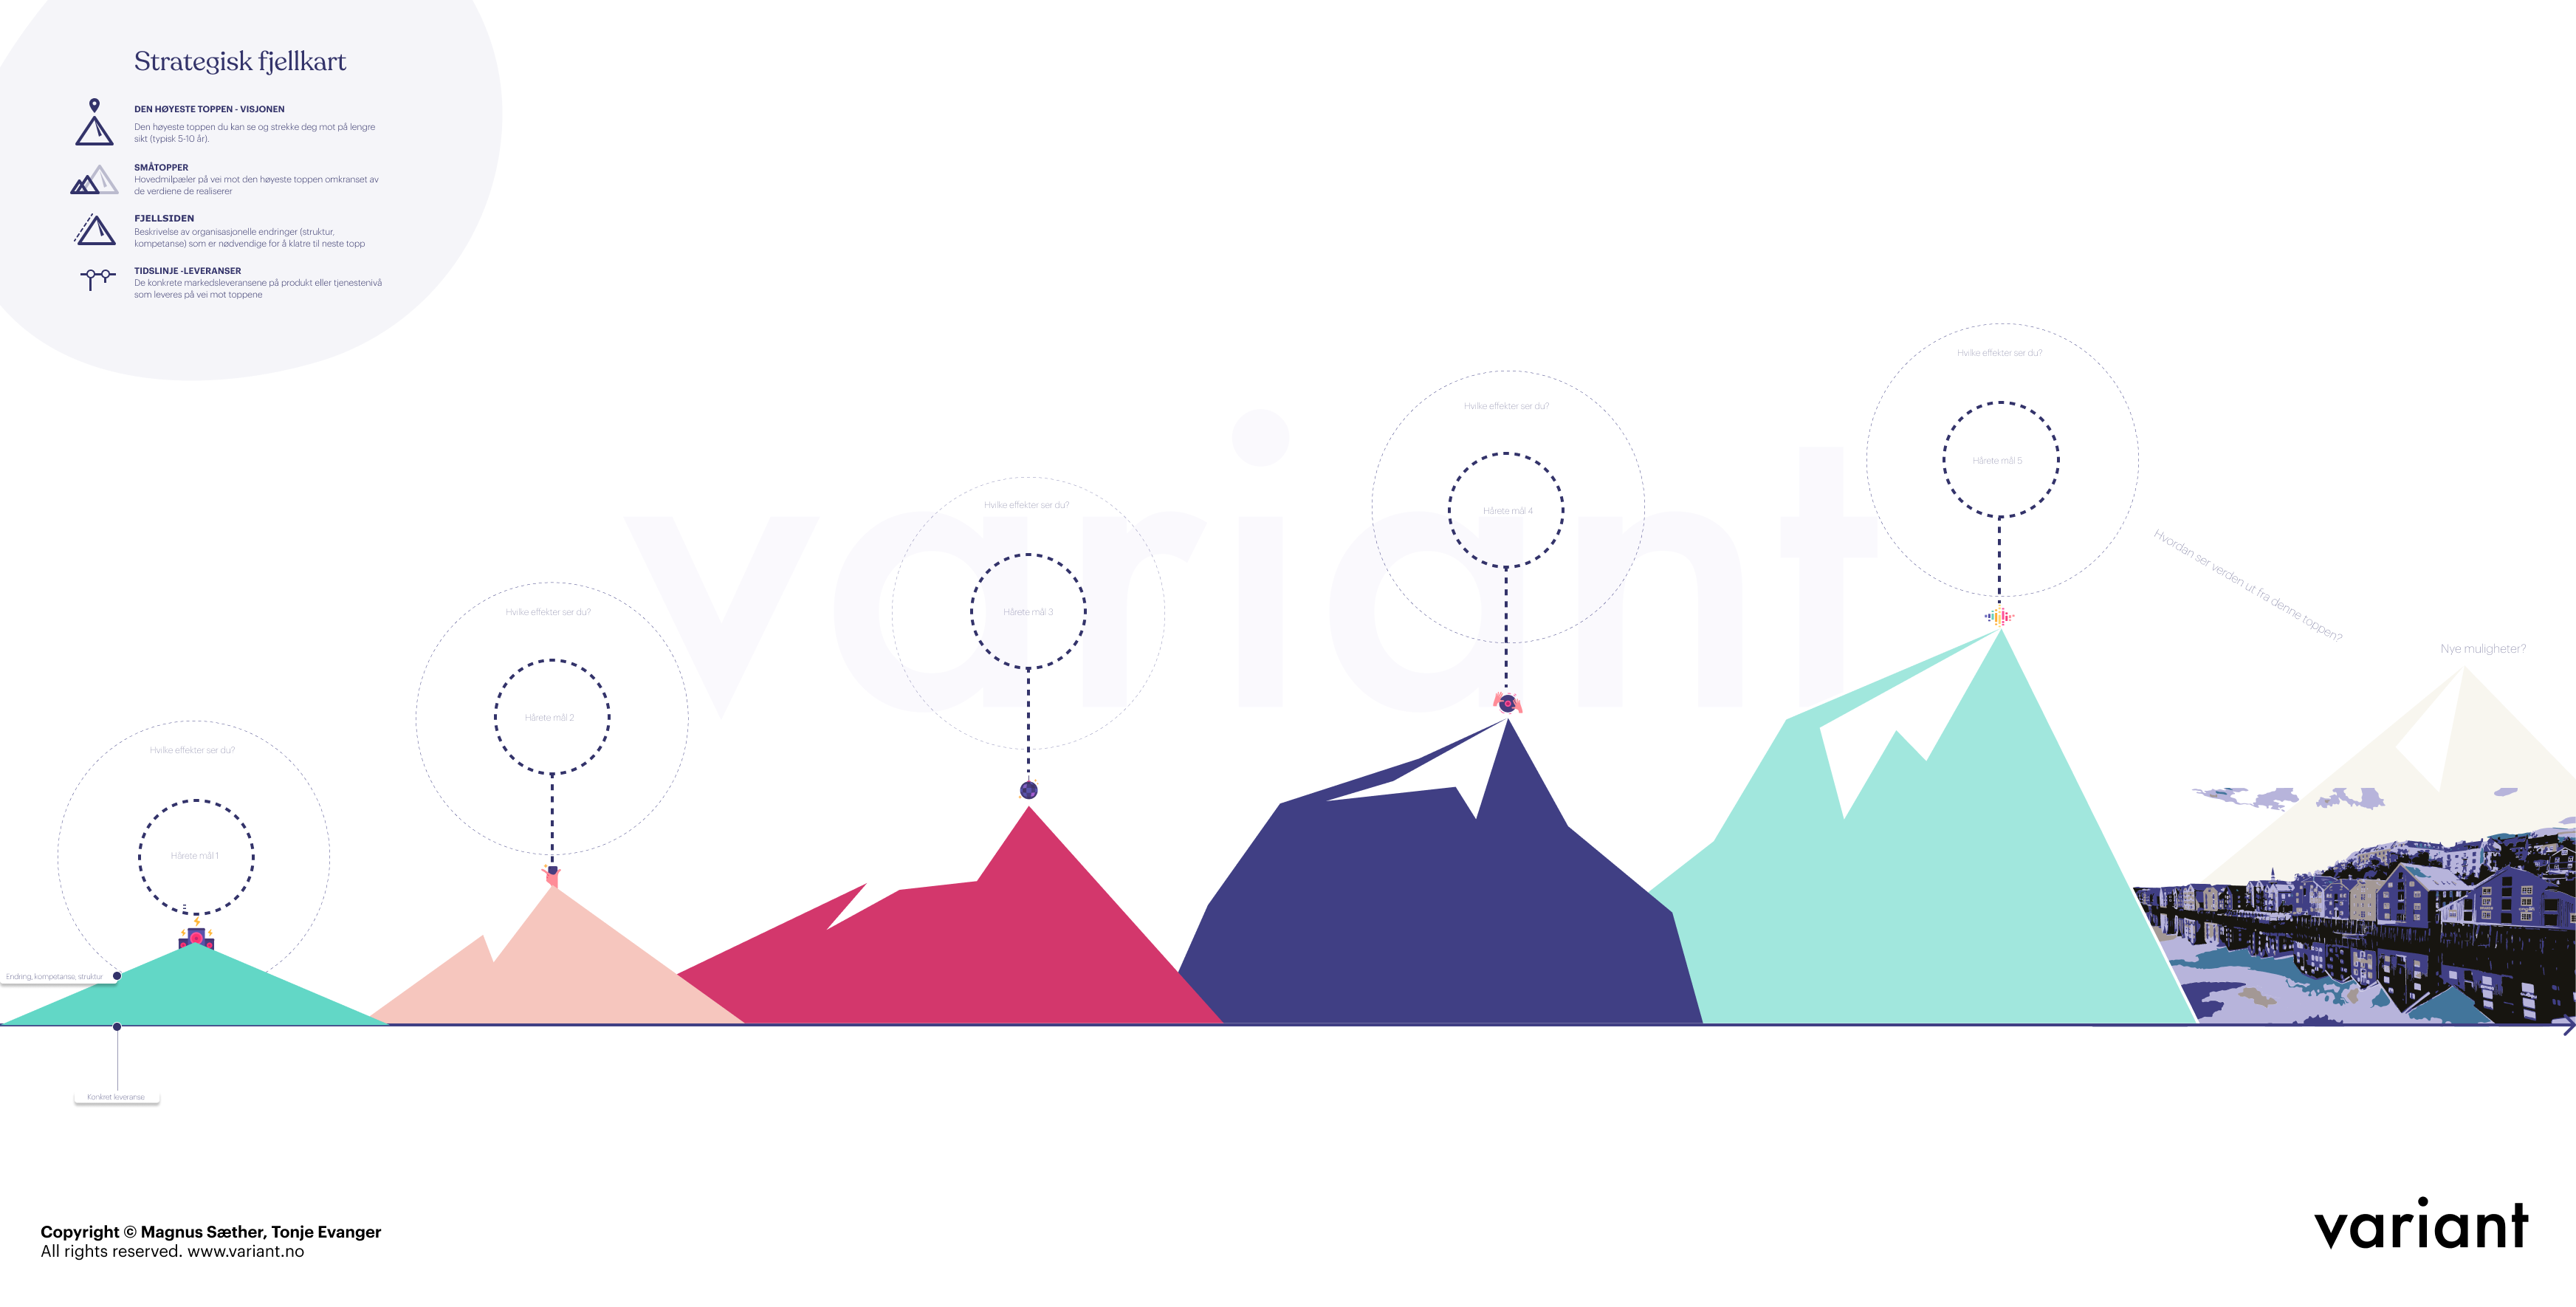 Strategisk fjellkart
DEN HØYESTE TOPPEN - VISJONEN
Den høyeste toppen du kan se og strekke deg mot på lengre
sikt (typisk 5-10 år).
SMÅTOPPER
Hovedmilpæler på vei mot den høyeste toppen omkranset av
de verdiene de realiserer
FJELLSIDEN
Beskrivelse av organisasjonelle endringer (struktur,
kompetanse) som er nødvendige for å klatre til neste topp
TIDSLINJE -LEVERANSER
De konkrete markedsleveransene på produkt eller tjenestenivå
som leveres på vei mot toppene
variant
Hvilke effekter ser du?
Hårete mål 1
Hvilke effekter ser du?
Hårete mål 2
Hvilke effekter ser du?
Hårete mål 3
Hvilke effekter ser du?
Hårete mål 4
Hvilke effekter ser du?
Hårete mål 5
Hvordan ser verden ut fra denne toppen?
Nye muligheter?
Endring, kompetanse, struktur
Konkret leveranse
Copyright © Magnus Sæther, Tonje Evanger
All rights reserved. www.variant.no
variant